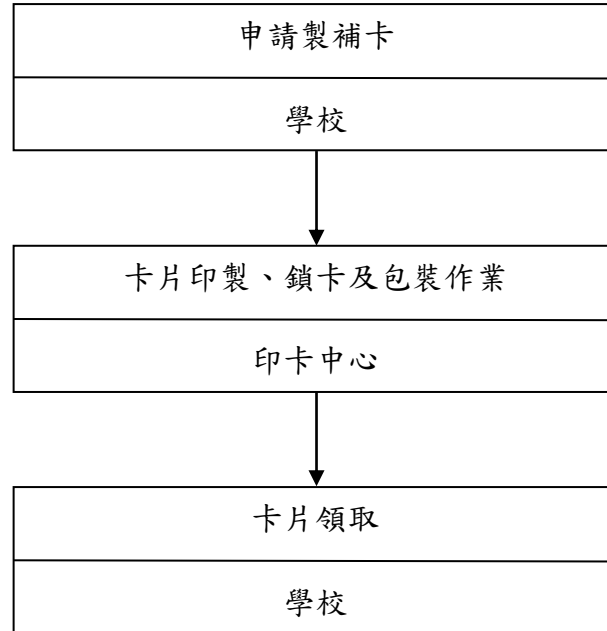 申請製補卡
學校
卡片印製、鎖卡及包裝作業
印卡中心
卡片領取
學校